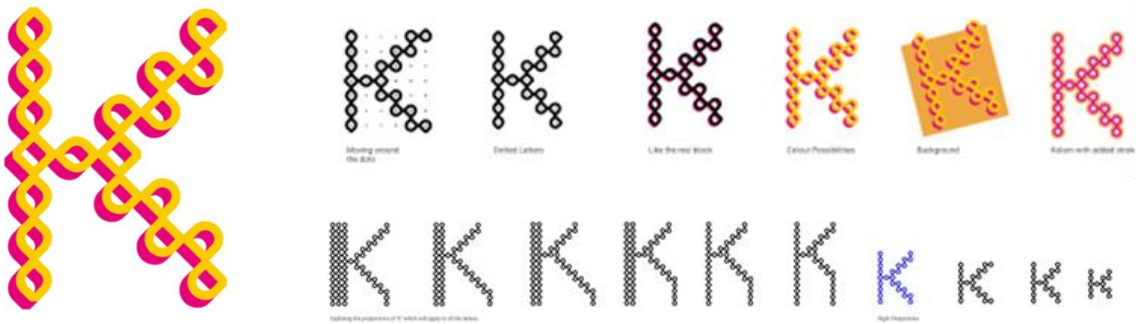 K
K K K K K K
Moving around
the dots
Dotted Letters
Like the real block
Colour Possibilities
Background
Kolam with added stroke
K K K K K K K K K K
Exploring the proportions of 'K' which will apply to all the letters.
Right Proportions